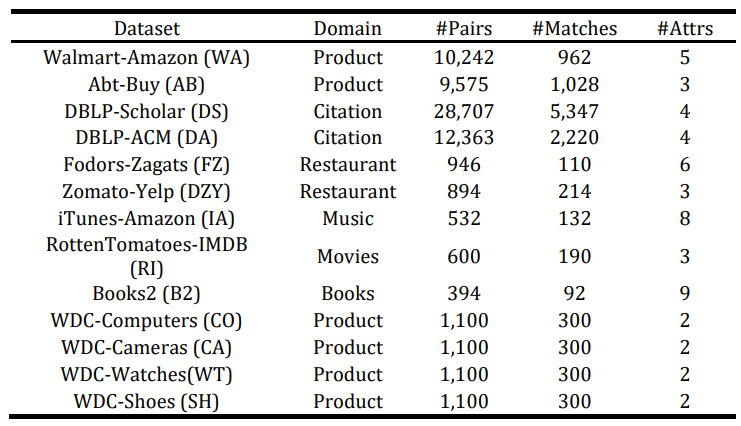 Dataset Domain #Pairs #Matches #Attrs
Walmart-Amazon (WA) Product 10,242 962 5
Abt-Buy (AB) Product 9,575 1,028 3
DBLP-Scholar (DS) Citation 28,707 5,347 4
DBLP-ACM (DA) Citation 12,363 2,220 4
Fodors-Zagats (FZ) Restaurant 946 110 6
Zomato-Yelp (DZY) Restaurant 894 214 3
iTunes-Amazon (IA) Music 532 132 8
RottenTomatoes-IMDB
(RI) Movies 600 190 3
Books2 (B2) Books 394 92 9
WDC-Computers (CO) Product 1,100 300 2
WDC-Cameras (CA) Product 1,100 300 2
WDC-Watches(WT) Product 1,100 300 2
WDC-Shoes (SH) Product 1,100 300 2